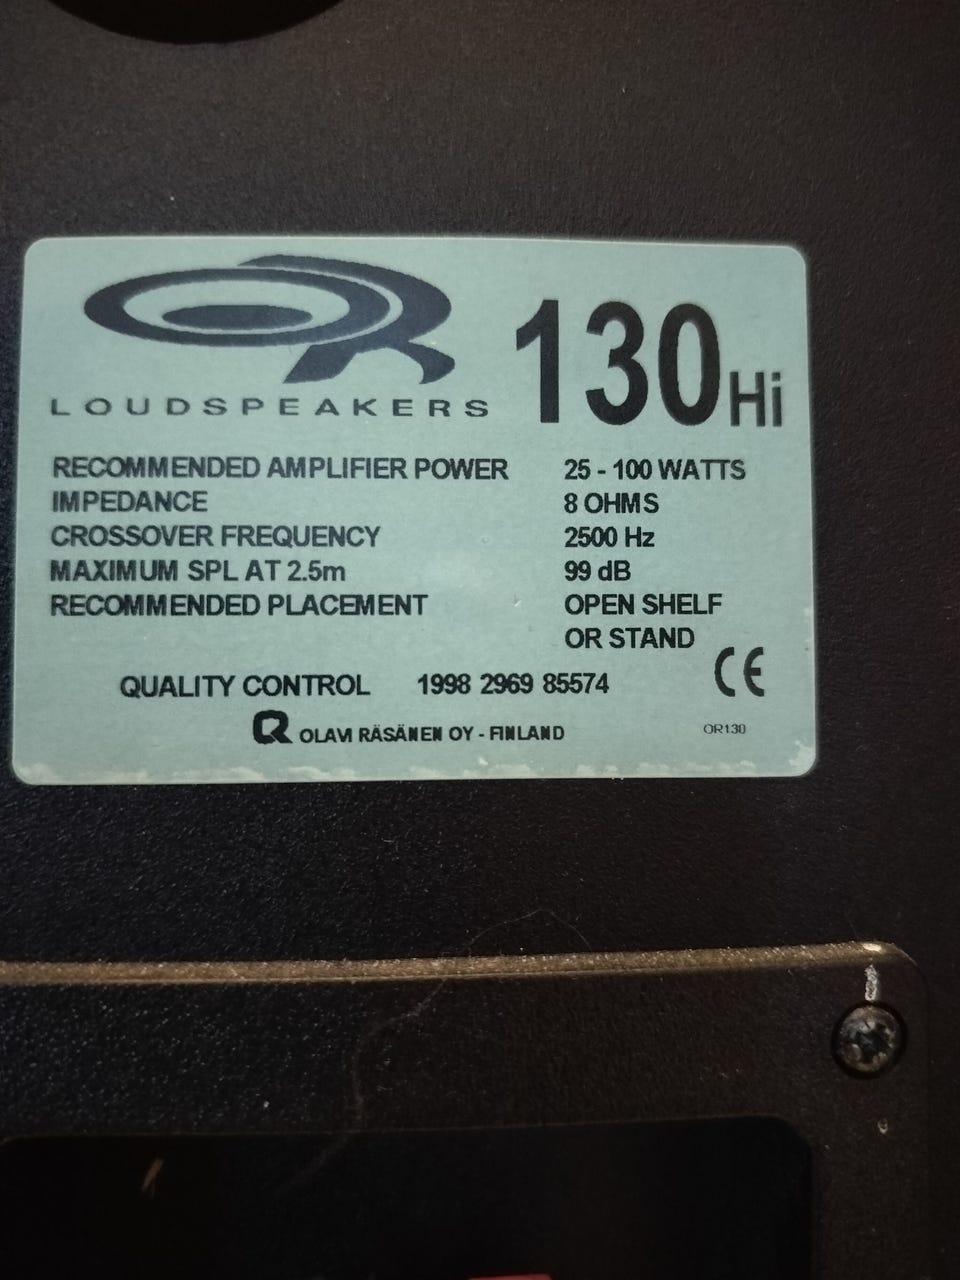 OR
130Hi
LOUDSPEAKERS
RECOMMENDED AMPLIFIER POWER 25 - 100 WATTS
IMPEDANCE 8 OHMS
CROSSOVER FREQUENCY 2500 Hz
MAXIMUM SPL AT 2.5m 99 dB
RECOMMENDED PLACEMENT OPEN SHELF
OR STAND
CE
QUALITY CONTROL 1998 2969 85574
R OLAVI RÄSÄNEN OY - FINLAND
OR130